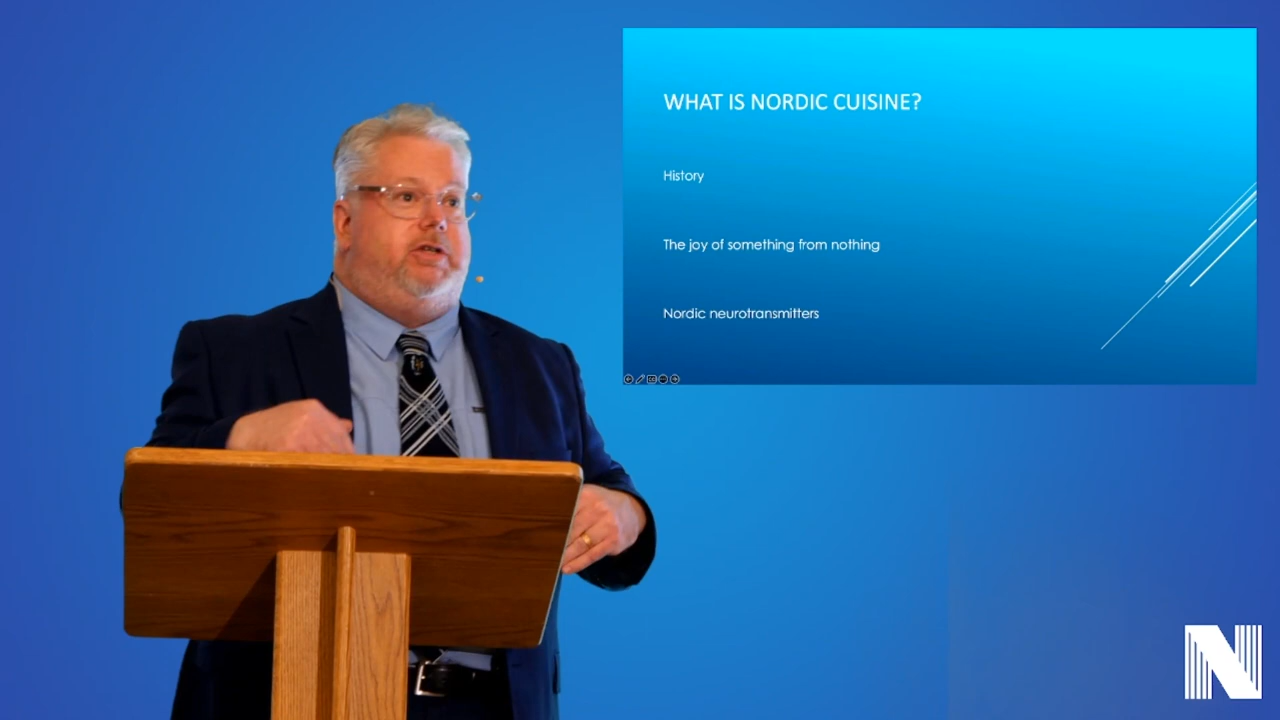 WHAT IS NORDIC CUISINE?
History
The joy of something from nothing
Nordic neurotransmitters
N